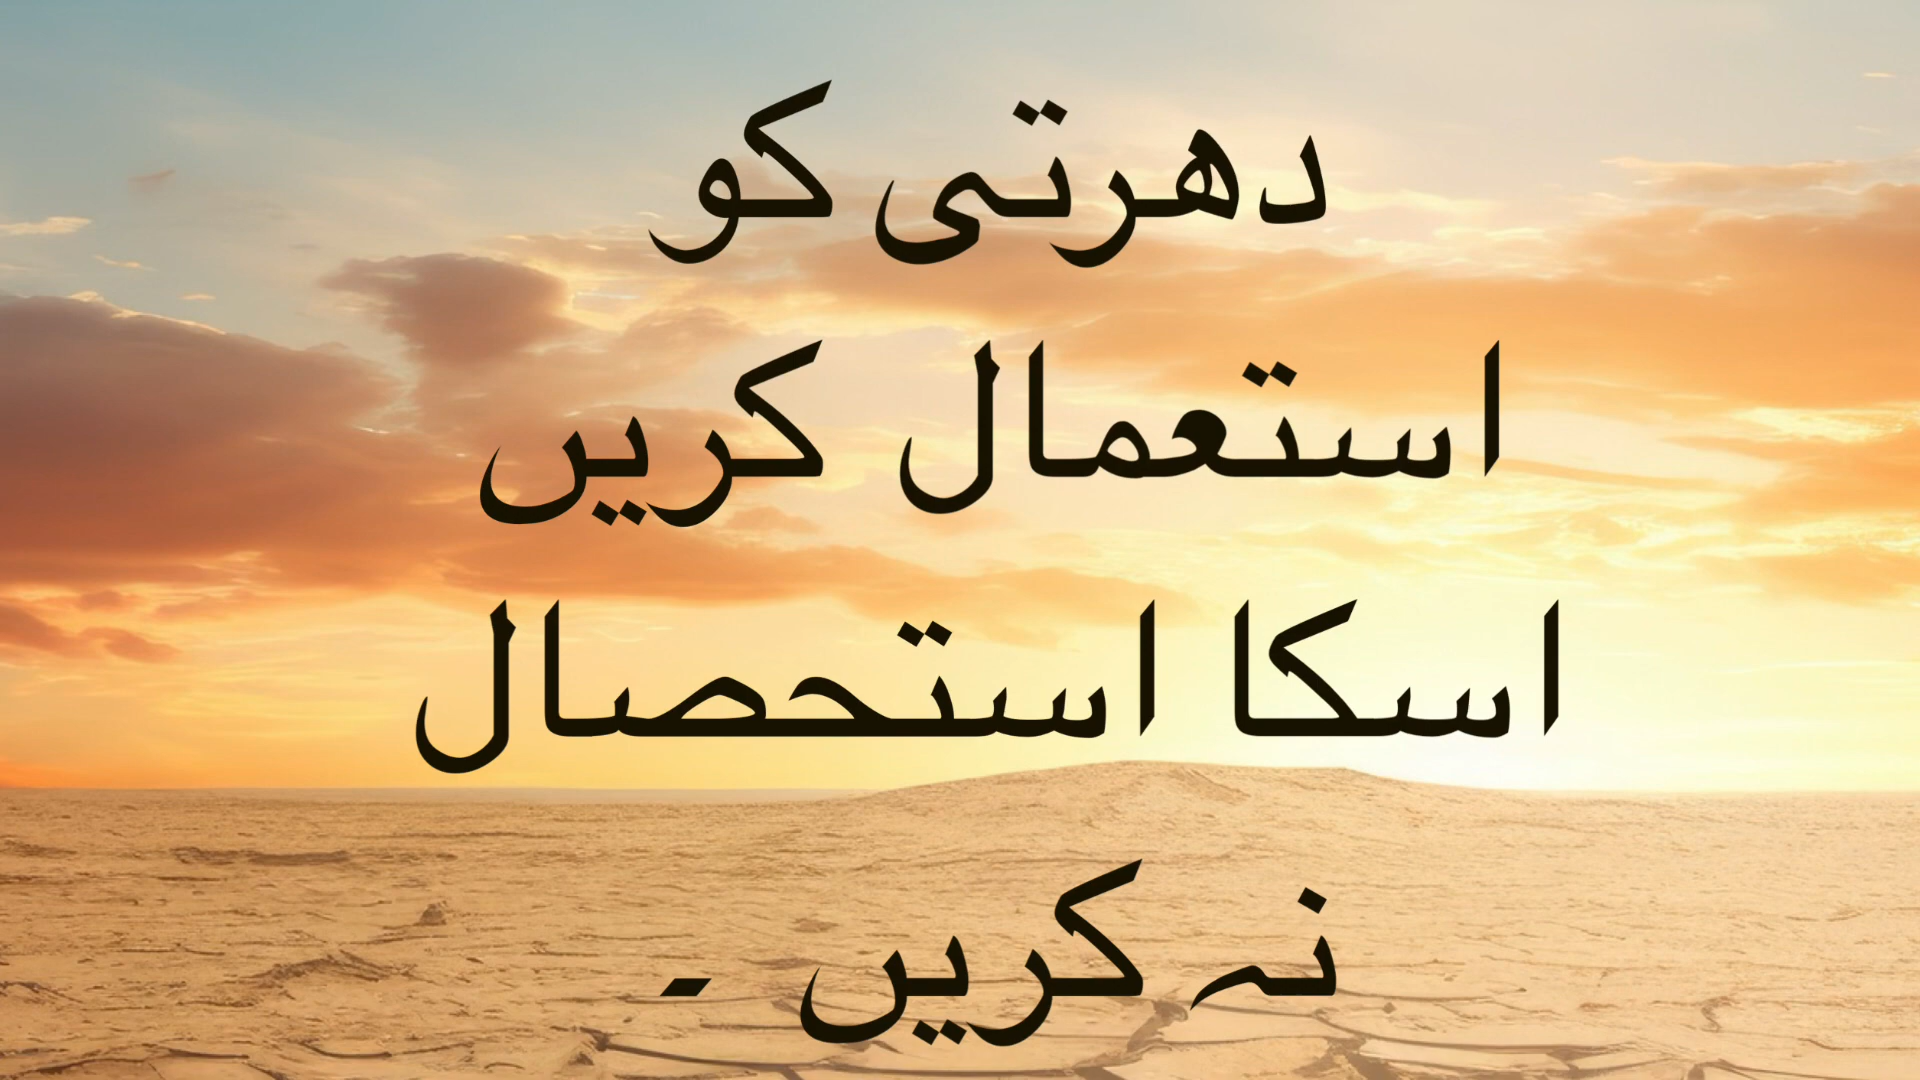 دھرتی کو
استعمال کریں
اسکا استحصال
نہ کریں ۔